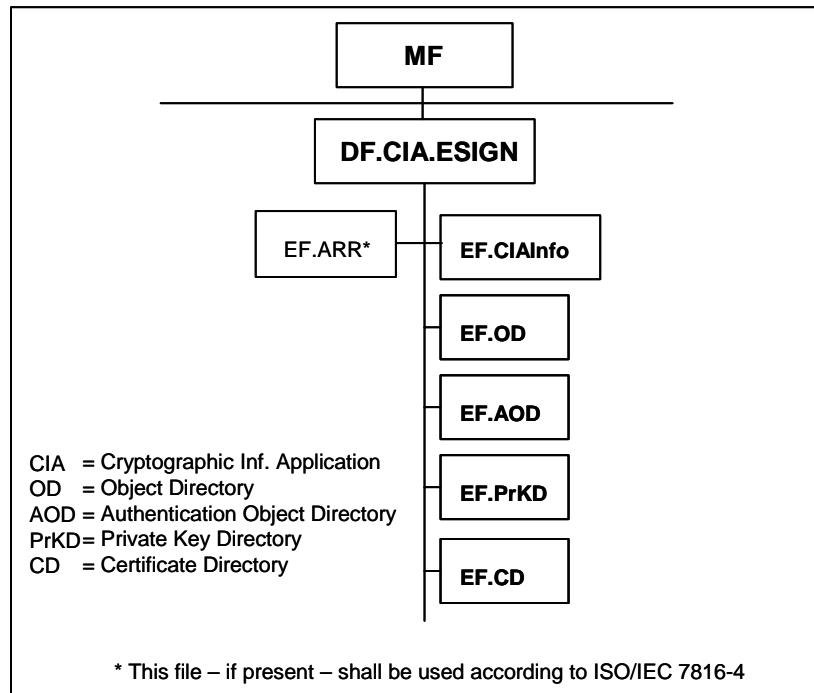 MF
DF.CIA.ESIGN
EF.ARR*
EF.CIAInfo
EF.OD
EF.AOD
EF.PrKD
EF.CD
CIA = Cryptographic Inf. Application
OD = Object Directory
AOD = Authentication Object Directory
PrKD= Private Key Directory
CD = Certificate Directory
* This file – if present – shall be used according to ISO/IEC 7816-4